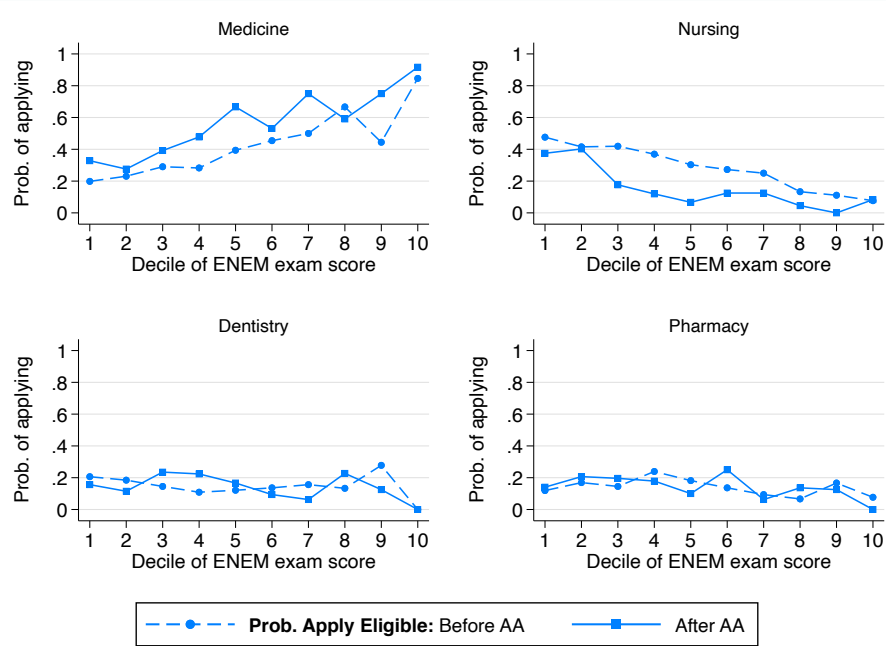 Medicine
Prob. of applying
1
.8
.6
.4
.2
0
1 2 3 4 5 6 7 8 9 10
Decile of ENEM exam score
Nursing
Prob. of applying
1
.8
.6
.4
.2
0
1 2 3 4 5 6 7 8 9 10
Decile of ENEM exam score
Dentistry
Prob. of applying
1
.8
.6
.4
.2
0
1 2 3 4 5 6 7 8 9 10
Decile of ENEM exam score
Pharmacy
Prob. of applying
1
.8
.6
.4
.2
0
1 2 3 4 5 6 7 8 9 10
Decile of ENEM exam score
Prob. Apply Eligible: Before AA After AA